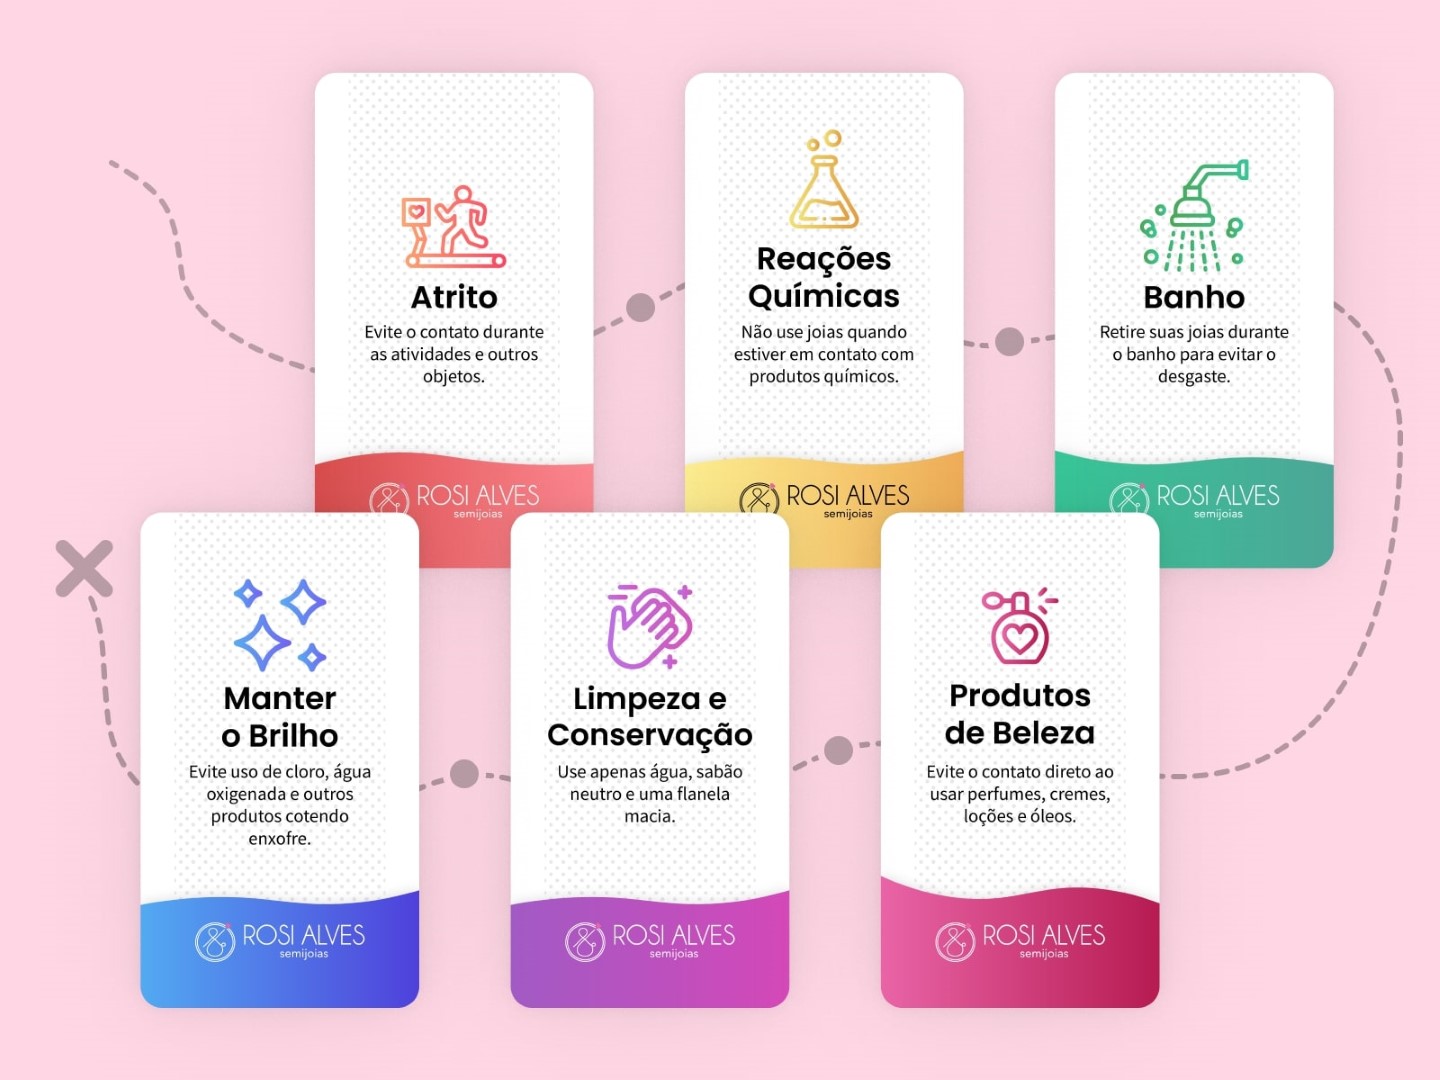 Atrito
Evite o contato durante
as atividades e outros
objetos.
ROSI ALVES
semijoias
Reações
Químicas
Não use joias quando
estiver em contato com
produtos químicos.
ROSI ALVES
semijoias
Banho
Retire suas joias durante
o banho para evitar o
desgaste.
ROSI ALVES
semijoias
Manter
o Brilho
Evite uso de cloro, água
oxigenada e outros
produtos cotendo
enxofre.
ROSI ALVES
semijoias
Limpeza e
Conservação
Use apenas água, sabão
neutro e uma flanela
macia.
ROSI ALVES
semijoias
Produtos
de Beleza
Evite o contato direto ao
usar perfumes, cremes,
loções e óleos.
ROSI ALVES
semijoias